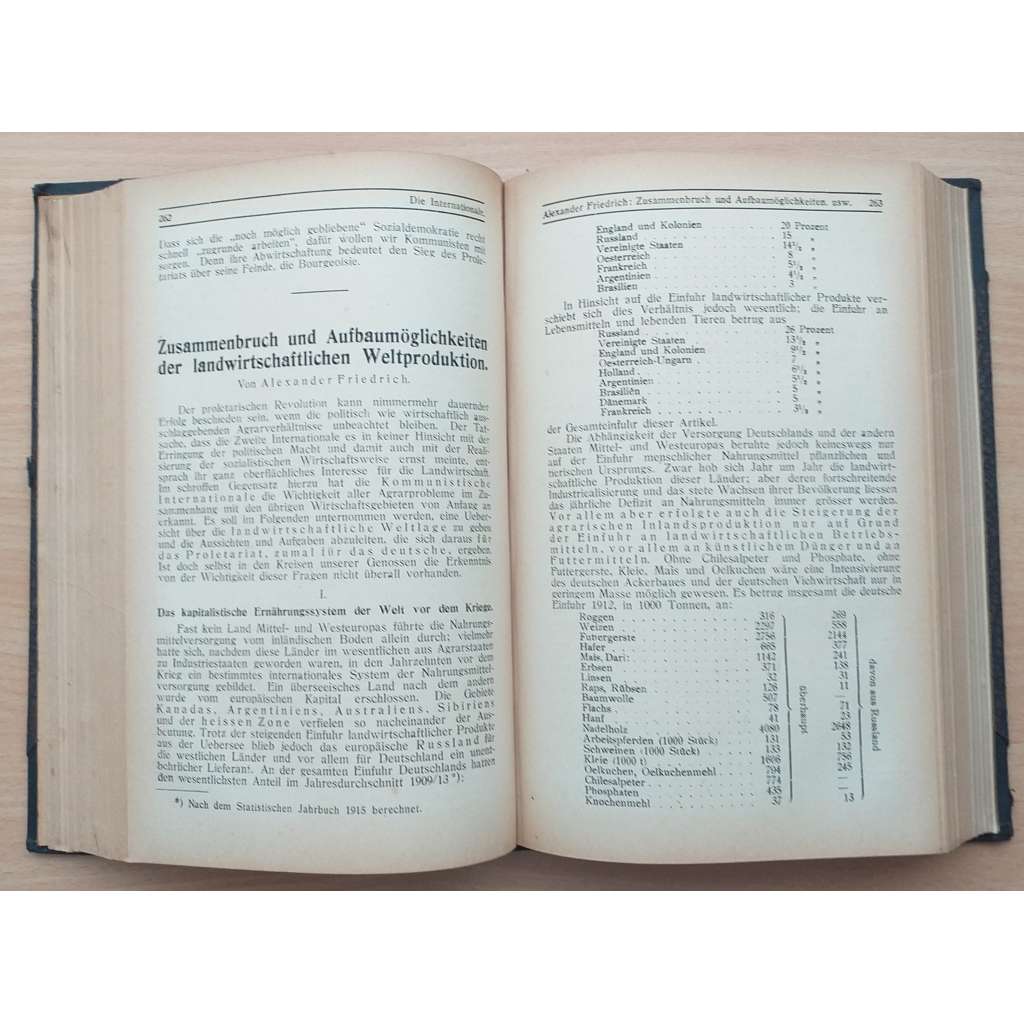 262
Die Internationale.
Dass sich die „noch möglich gebliebene“ Sozialdemokratie recht
schnell „zugrunde arbeiten“, dafür wollen wir Kommunisten mit
sorgen. Denn ihre Abwirtschaftung bedeutet den Sieg des Prole-
tariats über seine Feinde, die Bourgeoisie.
Zusammenbruch und Aufbaumöglichkeiten
der landwirtschaftlichen Weltproduktion.
Von Alexander Friedrich.
Der proletarischen Revolution kann nimmermehr dauernder
Erfolg beschieden sein, wenn die politisch wie wirtschaftlich aus-
schlaggebenden Agrarverhältnisse unbeachtet bleiben. Der Tat-
sache, dass die Zweite Internationale es in keiner Hinsicht mit der
Erringung der politischen Macht und damit auch mit der Reali-
sierung der sozialistischen Wirtschaftsweise ernst meinte, ent-
sprach ihr ganz oberflächliches Interesse für die Landwirtschaft.
Im schroffen Gegensatz hierzu hat die Kommunistische
Internationale die Wichtigkeit aller Agrarprobleme im Zu-
sammenhang mit den übrigen Wirtschaftsgebieten von Anfang an
erkannt. Es soll im Folgenden unternommen werden, eine Ueber-
sicht über die landwirtschaftliche Weltlage zu geben
und die Aussichten und Aufgaben abzuleiten, die sich daraus für
das Proletariat, zumal für das deutsche, ergeben.
Ist doch selbst in den Kreisen unserer Genossen die Erkenntnis
von der Wichtigkeit dieser Fragen nicht überall vorhanden.
I.
Das kapitalistische Ernährungssystem der Welt vor dem Kriege.
Fast kein Land Mittel- und Westeuropas führte die Nahrungs-
mittelversorgung vom inländischen Boden allein durch; vielmehr
hatte sich, nachdem diese Länder im wesentlichen aus Agrarstaaten
zu Industriestaaten geworden waren, in den Jahrzehnten vor dem
Krieg ein bestimmtes internationales System der Nahrungsmittel-
versorgung gebildet. Ein überseeisches Land nach dem andern
wurde vom europäischen Kapital erschlossen. Die Gebiete
Kanadas, Argentiniens, Australiens, Sibiriens
und der heissen Zone verfielen so nacheinander der Aus-
beutung. Trotz der steigenden Einfuhr landwirtschaftlicher Produkte
aus der Uebersee blieb jedoch das europäische Russland für
die westlichen Länder und vor allem für Deutschland ein unent-
behrlicher Lieferant. An der gesamten Einfuhr Deutschlands hatten
den wesentlichsten Anteil im Jahresdurchschnitt 1909/13*):
*) Nach dem Statistischen Jahrbuch 1915 berechnet.
Alexander Friedrich: Zusammenbruch und Aufbaumöglichkeiten. usw. 263
England und Kolonien . . . . . . . 20 Prozent
Russland . . . . . . . 15 „
Vereinigte Staaten . . . . . . . 14½ „
Oesterreich . . . . . . . 8 „
Frankreich . . . . . . . 5½ „
Argentinien . . . . . . . 4½ „
Brasilien . . . . . . . 3 „
In Hinsicht auf die Einfuhr landwirtschaftlicher Produkte ver-
schiebt sich dies Verhältnis jedoch wesentlich; die Einfuhr an
Lebensmitteln und lebenden Tieren betrug aus
Russland . . . . . . . 26 Prozent
Vereinigte Staaten . . . . . . . 13½ „
England und Kolonien . . . . . . . 9½ „
Oesterreich-Ungarn . . . . . . . 7 „
Holland . . . . . . . 6½ „
Argentinien . . . . . . . 5½ „
Brasilien . . . . . . . 5 „
Dänemark . . . . . . . 5 „
Frankreich . . . . . . . 3½ „
der Gesamteinfuhr dieser Artikel.
Die Abhängigkeit der Versorgung Deutschlands und der andern
Staaten Mittel- und Westeuropas beruhte jedoch keineswegs nur
auf der Einfuhr menschlicher Nahrungsmittel pflanzlichen und
tierischen Ursprungs. Zwar hob sich Jahr um Jahr die landwirt-
schaftliche Produktion dieser Länder; aber deren fortschreitende
Industriealisierung und das stete Wachsen ihrer Bevölkerung liessen
das jährliche Defizit an Nahrungsmitteln immer grösser werden.
Vor allem aber erfolgte auch die Steigerung der
agrarischen Inlandsproduktion nur auf Grund
der Einfuhr an landwirtschaftlichen Betriebs-
mitteln, vor allem an künstlichem Dünger und an
Futtermitteln. Ohne Chilesalpeter und Phosphate, ohne
Futtergerste, Kleie, Mais und Oelkuchen wäre eine Intensivierung
des deutschen Ackerbaues und der deutschen Viehwirtschaft nur in
geringem Masse möglich gewesen. Es betrug insgesamt die deutsche
Einfuhr 1912, in 1000 Tonnen, an:
Roggen . . . . . . . 316 269
Weizen . . . . . . . 2297 558
Futtergerste . . . . . . . 2756 2144
Hafer . . . . . . . 665 377
Mais, Dari: . . . . . . . 1142 241
Erbsen . . . . . . . 371 138
Linsen . . . . . . . 32 31
Raps, Rübsen . . . . . . . 126 11
Baumwolle . . . . . . . 507 —
Flachs . . . . . . . 78 71
Hanf . . . . . . . 41 23
Nadelholz . . . . . . . 4080 2648
Arbeitspferden (1000 Stück) . . . . . . . 131 53
Schweinen (1000 Stück) . . . . . . . 133 132
Kleie (1000 t) . . . . . . . 1606 756
Oelkuchen, Oelkuchenmehl . . . . . . . 794 245
Chilesalpeter . . . . . . . 774 —
Phosphaten . . . . . . . 435 —
Knochenmehl . . . . . . . 37 13
überhaupt
davon aus Russland